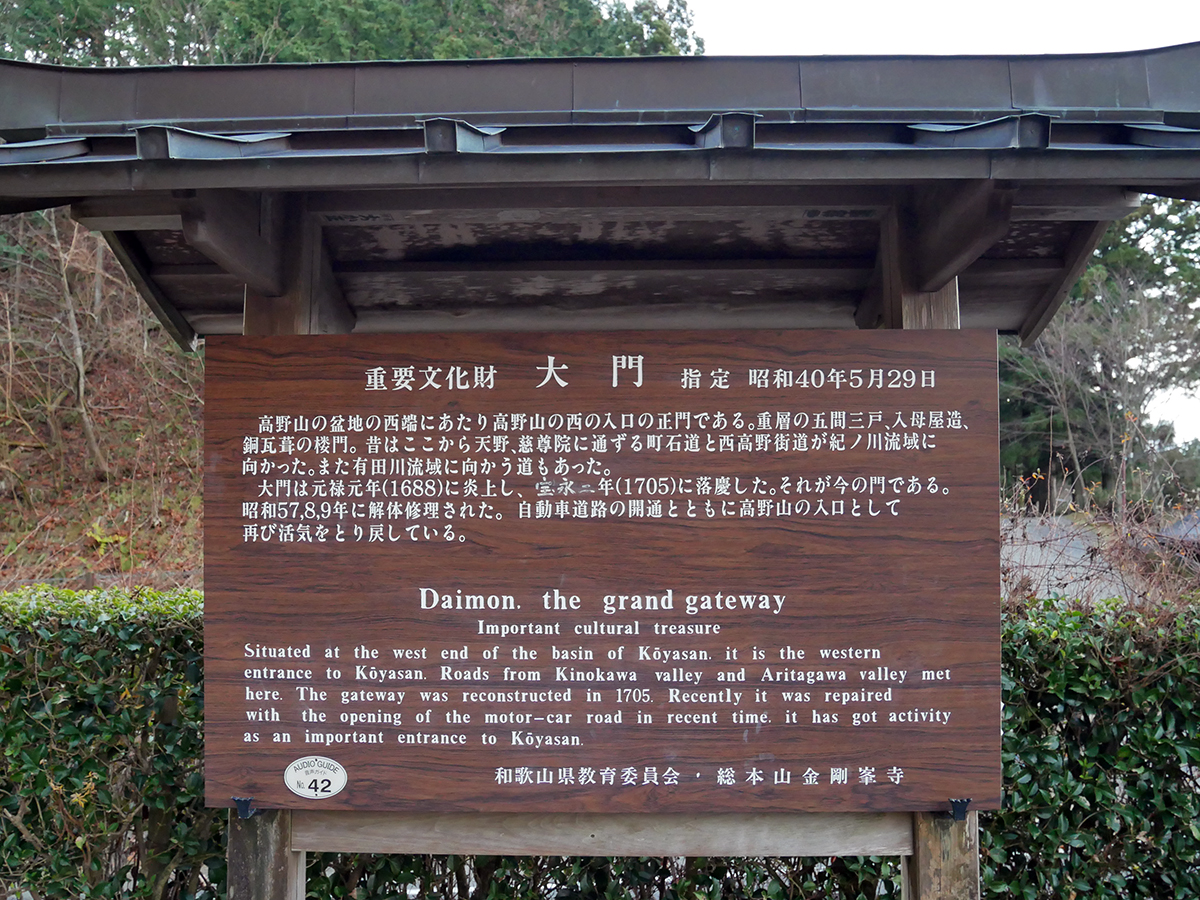 重要文化財 大門 指定 昭和40年5月29日
高野山の盆地の西端にあたり高野山の西の入口の正門である。重層の五間三戸、入母屋造、
銅瓦葺の楼門。昔はここから天野、慈尊院に通ずる町石道と西高野街道が紀ノ川流域に
向かった。また有田川流域に向かう道もあった。
大門は元禄元年(1688)に炎上し、宝永二年(1705)に落慶した。それが今の門である。
昭和57,8,9年に解体修理された。自動車道路の開通とともに高野山の入口として
再び活気をとり戻している。
Daimon. the grand gateway
Important cultural treasure
Situated at the west end of the basin of Kōyasan. it is the western
entrance to Kōyasan. Roads from Kinokawa valley and Aritagawa valley met
here. The gateway was reconstructed in 1705. Recently it was repaired
with the opening of the motor-car road in recent time. it has got activity
as an important entrance to Kōyasan.
AUDIO GUIDE
音声ガイド
No. 42
和歌山県教育委員会・総本山金剛峯寺